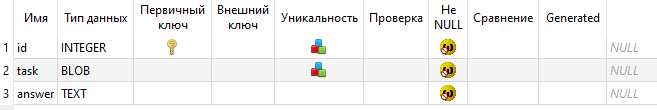 Имя Тип данных Первичный ключ Внешний ключ Уникальность Проверка Не NULL Сравнение Generated
1 id INTEGER NULL
2 task BLOB NULL
3 answer TEXT NULL